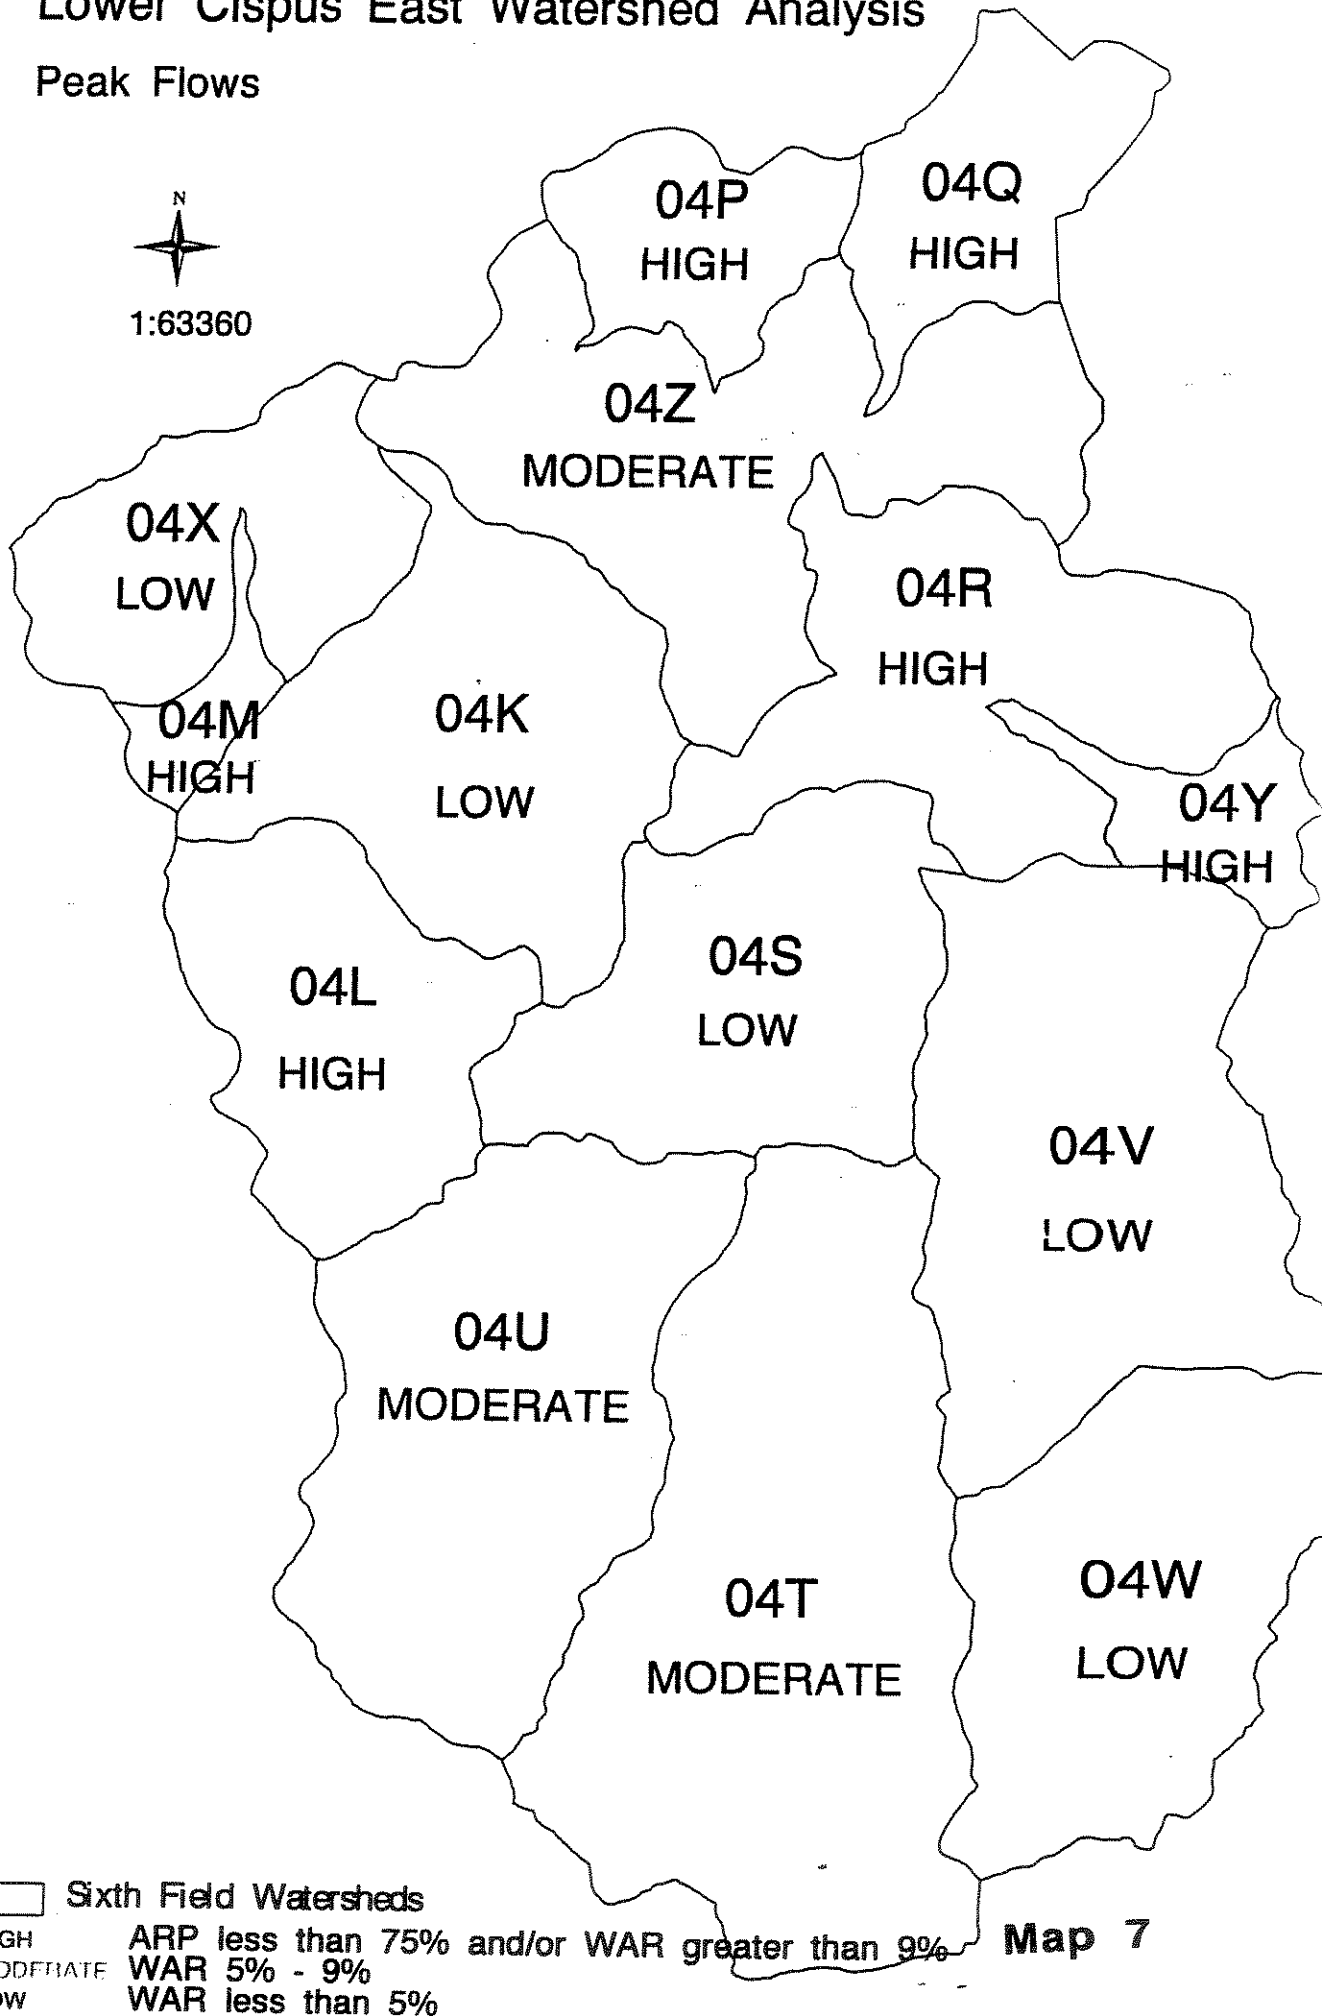 Lower Cispus East Watershed Analysis
Peak Flows
N
1:63360
04P
HIGH
04Q
HIGH
04Z
MODERATE
04X
LOW
04R
HIGH
04M
HIGH
04K
LOW
04Y
HIGH
04L
HIGH
04S
LOW
04V
LOW
04U
MODERATE
04T
MODERATE
04W
LOW
Sixth Field Watersheds
GH ARP less than 75% and/or WAR greater than 9%
ODERATE WAR 5% - 9%
OW WAR less than 5%
Map 7